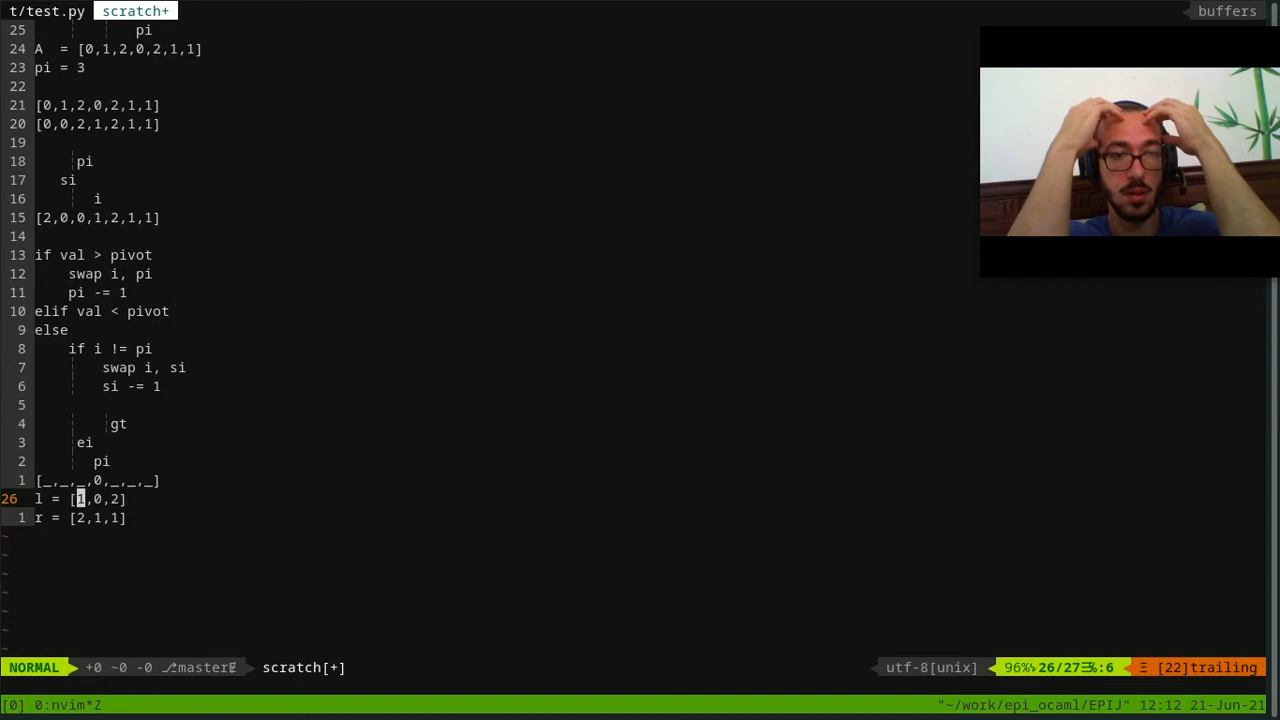 t/test.py scratch+ buffers
25 pi
24 A = [0,1,2,0,2,1,1]
23 pi = 3
22
21 [0,1,2,0,2,1,1]
20 [0,0,2,1,2,1,1]
19
18 pi
17 si
16 i
15 [2,0,0,1,2,1,1]
14
13 if val > pivot
12 swap i, pi
11 pi -= 1
10 elif val < pivot
9 else
8 if i != pi
7 swap i, si
6 si -= 1
5
4 gt
3 ei
2 pi
1 [_,_,_,0,_,_,_]
26 l = [1,0,2]
1 r = [2,1,1]
~
~
~
~
~
~
~
NORMAL +0 ~0 -0 master scratch[+] utf-8[unix] 96% 26/27 :6 Ξ [22]trailing
[0] 0:nvim*Z "~/work/epi_ocaml/EPIJ" 12:12 21-Jun-21